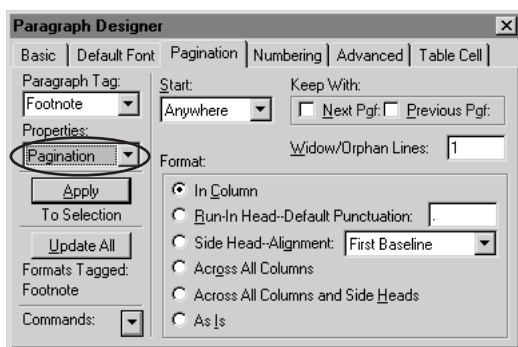 Paragraph Designer
Basic Default Font Pagination Numbering Advanced Table Cell
Paragraph Tag:
Footnote
Properties:
Pagination
Apply
To Selection
Update All
Formats Tagged:
Footnote
Commands:
Start:
Anywhere
Keep With:
Next Pgf: Previous Pgf:
Widow/Orphan Lines: 1
Format:
In Column
Run-In Head--Default Punctuation: .
Side Head--Alignment: First Baseline
Across All Columns
Across All Columns and Side Heads
As Is